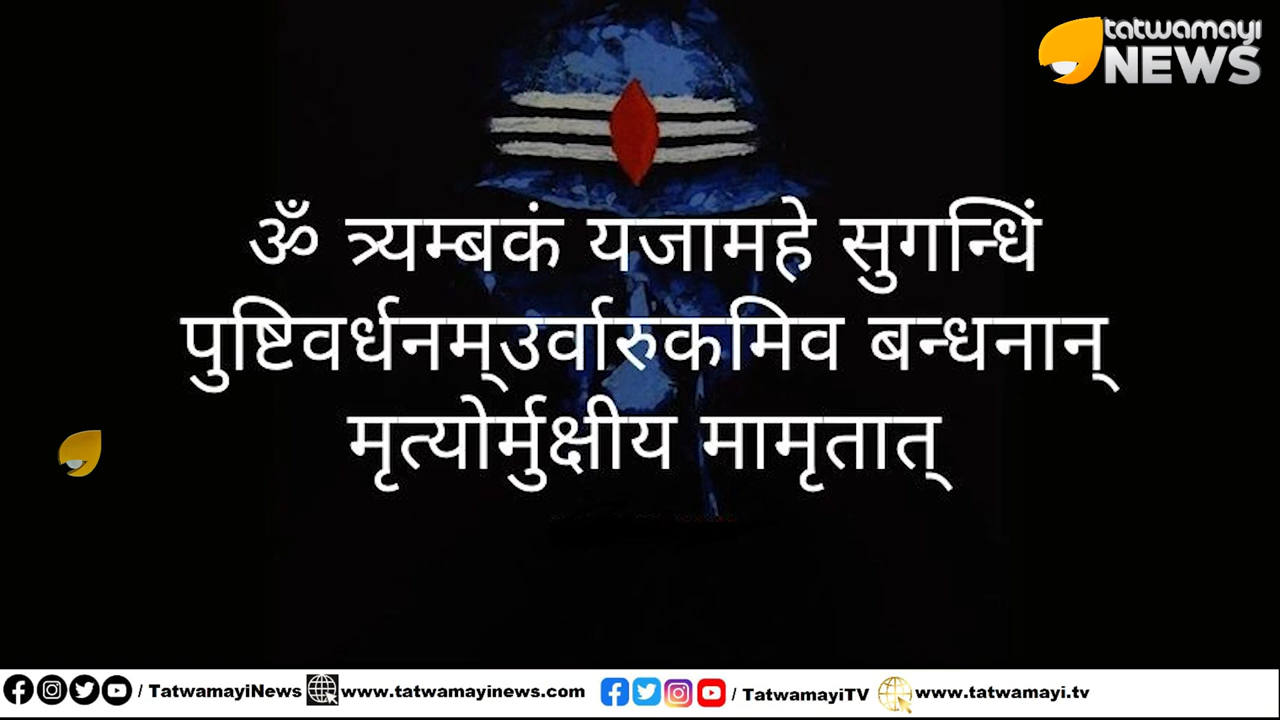 tatwamayi
NEWS
ॐ त्र्यम्बकं यजामहे सुगन्धिं
पुष्टिवर्धनम्उर्वारुकमिव बन्धनान्
मृत्योर्मुक्षीय मामृतात्
/ TatwamayiNews www.tatwamayinews.com / TatwamayiTV www.tatwamayi.tv